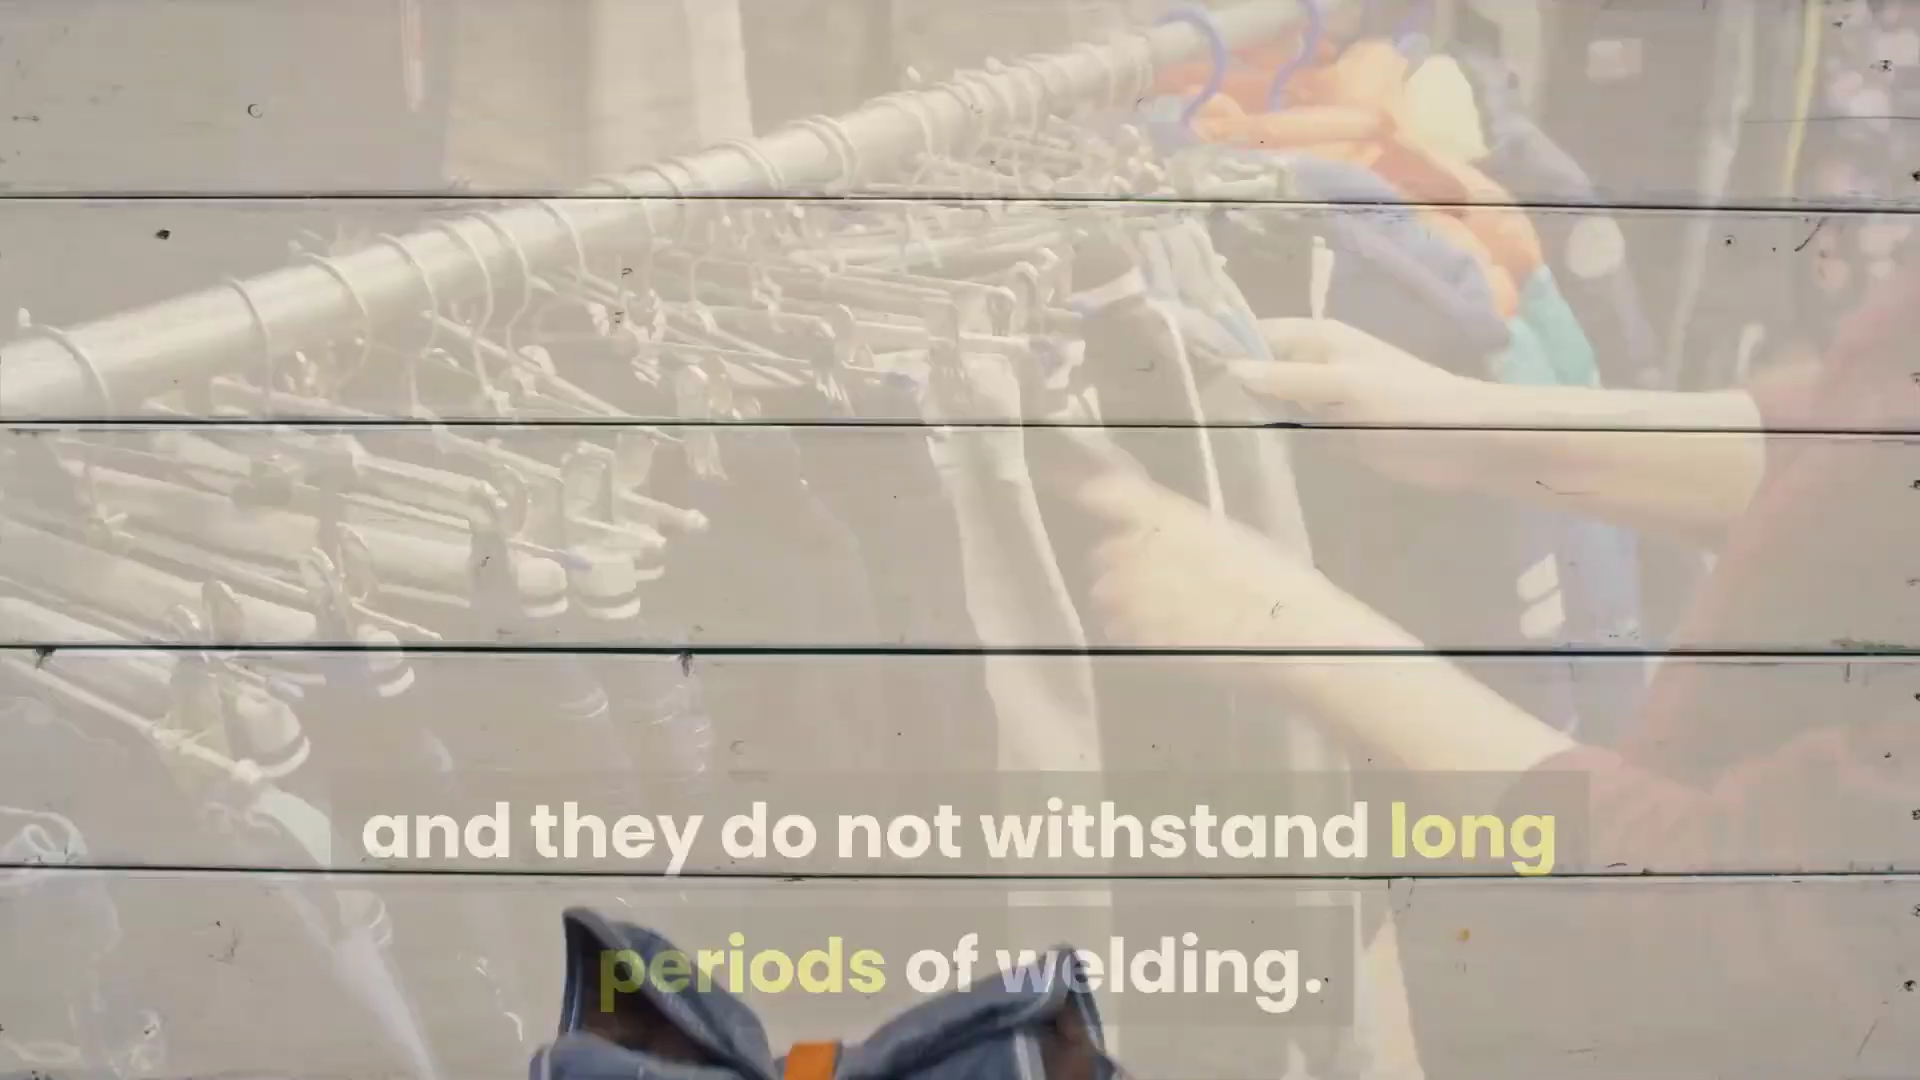 and they do not withstand long
periods of welding.